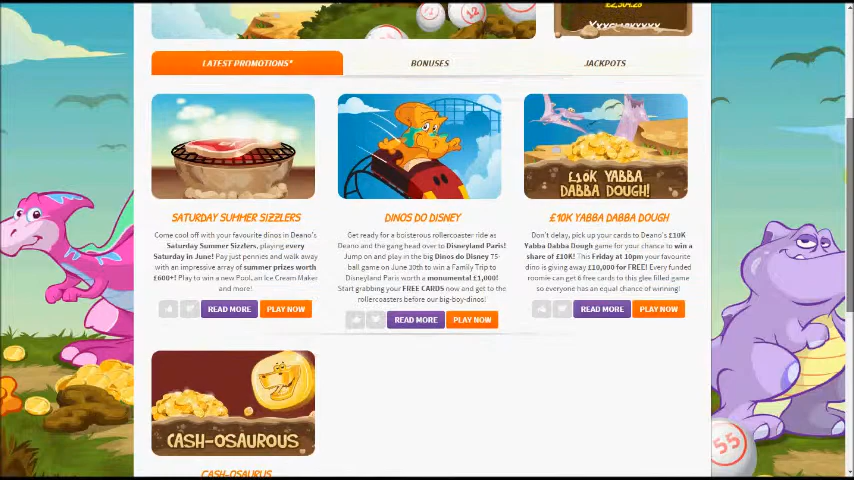 £2,504.28
12
LATEST PROMOTIONS*
BONUSES
JACKPOTS
£10K YABBA
DABBA DOUGH!
SATURDAY SUMMER SIZZLERS
Come cool off with your favourite dinos in Deano's
Saturday Summer Sizzlers, playing every
Saturday in June! Pay just pennies and walk away
with an impressive array of summer prizes worth
£600+! Play to win a new Pool, an Ice Cream Maker
and more!
READ MORE
PLAY NOW
DINOS DO DISNEY
Get ready for a boisterous rollercoaster ride as
Deano and the gang head over to Disneyland Paris!
Jump on and play in the big Dinos do Disney 75-
ball game on June 30th to win a Family Trip to
Disneyland Paris worth a monumental £1,000!
Start grabbing your FREE CARDS now and get to the
rollercoasters before our big-boy-dinos!
READ MORE
PLAY NOW
£10K YABBA DABBA DOUGH
Don't delay, pick up your cards to Deano's £10K
Yabba Dabba Dough game for your chance to win a
share of £10K! This Friday at 10pm your favourite
dino is giving away £10,000 for FREE! Every funded
roomie can get 6 free cards to this glee filled game
so everyone has an equal chance of winning!
READ MORE
PLAY NOW
CASH-OSAUROUS
CASH-OSAURUS
55